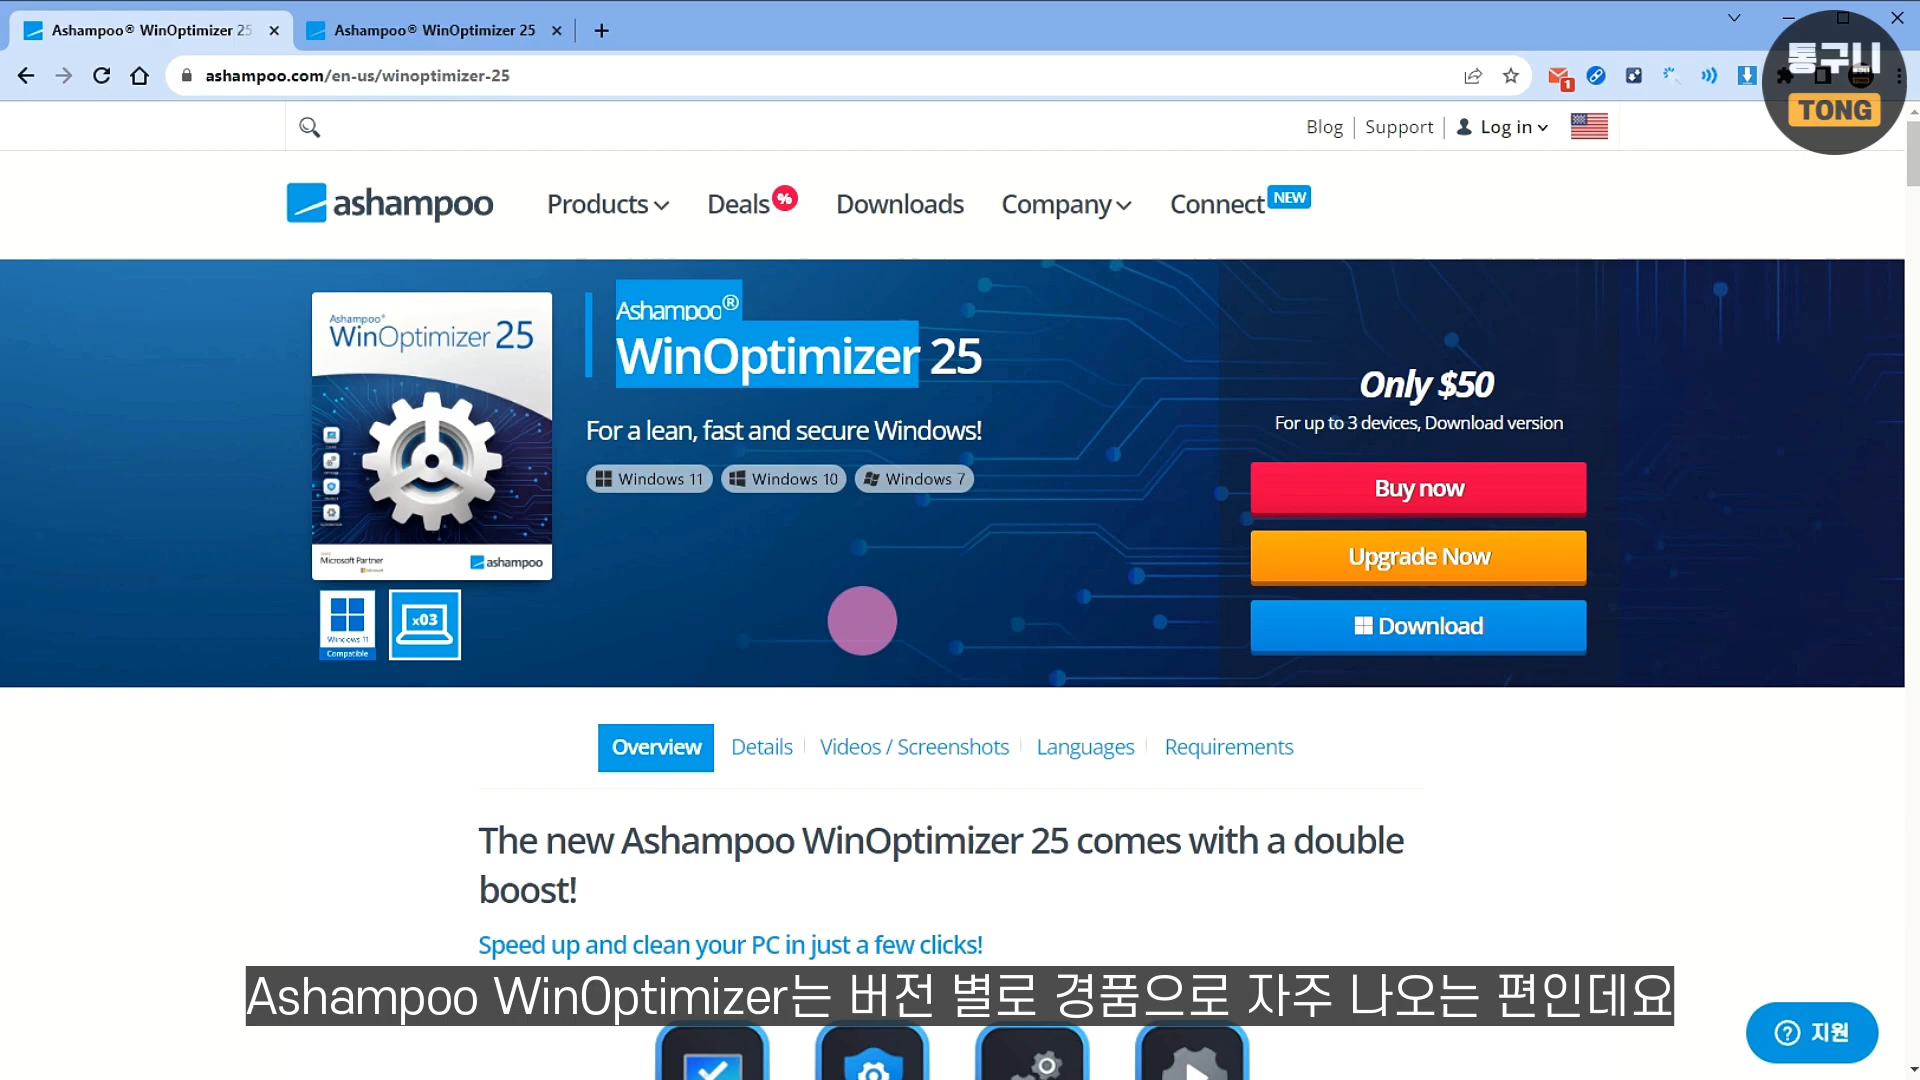 Ashampoo® WinOptimizer 25
Ashampoo® WinOptimizer 25
ashampoo.com/en-us/winoptimizer-25
1
통구니
TONG
Blog
Support
Log in
ashampoo
Products
Deals %
Downloads
Company
Connect NEW
Ashampoo®
WinOptimizer 25
Microsoft Partner
ashampoo
Windows 11
Compatible
x03
Ashampoo®
WinOptimizer 25
For a lean, fast and secure Windows!
Windows 11
Windows 10
Windows 7
Only $50
For up to 3 devices, Download version
Buy now
Upgrade Now
Download
Overview
Details
Videos / Screenshots
Languages
Requirements
The new Ashampoo WinOptimizer 25 comes with a double
boost!
Speed up and clean your PC in just a few clicks!
Ashampoo WinOptimizer는 버전 별로 경품으로 자주 나오는 편인데요
지원